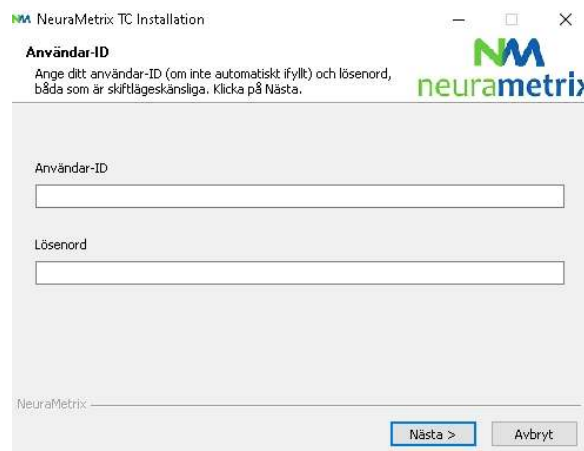 NM NeuraMetrix TC Installation
Användar-ID
Ange ditt användar-ID (om inte automatiskt ifyllt) och lösenord,
båda som är skiftlägeskänsliga. Klicka på Nästa.
NM
neurametrix
Användar-ID
Lösenord
NeuraMetrix
Nästa >
Avbryt